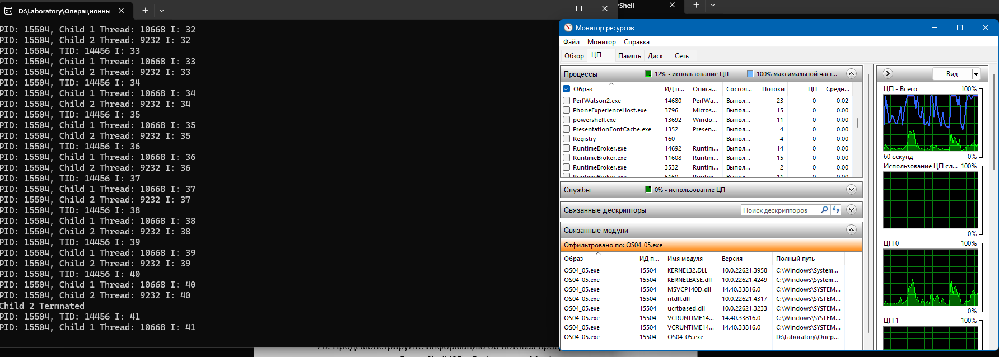 D:\Laboratory\Операционны
PID: 15504, Child 1 Thread: 10668 I: 32
PID: 15504, Child 2 Thread: 9232 I: 32
PID: 15504, TID: 14456 I: 33
PID: 15504, Child 1 Thread: 10668 I: 33
PID: 15504, Child 2 Thread: 9232 I: 33
PID: 15504, TID: 14456 I: 34
PID: 15504, Child 1 Thread: 10668 I: 34
PID: 15504, Child 2 Thread: 9232 I: 34
PID: 15504, TID: 14456 I: 35
PID: 15504, Child 1 Thread: 10668 I: 35
PID: 15504, Child 2 Thread: 9232 I: 35
PID: 15504, TID: 14456 I: 36
PID: 15504, Child 1 Thread: 10668 I: 36
PID: 15504, Child 2 Thread: 9232 I: 36
PID: 15504, TID: 14456 I: 37
PID: 15504, Child 1 Thread: 10668 I: 37
PID: 15504, Child 2 Thread: 9232 I: 37
PID: 15504, TID: 14456 I: 38
PID: 15504, Child 1 Thread: 10668 I: 38
PID: 15504, Child 2 Thread: 9232 I: 38
PID: 15504, TID: 14456 I: 39
PID: 15504, Child 1 Thread: 10668 I: 39
PID: 15504, Child 2 Thread: 9232 I: 39
PID: 15504, TID: 14456 I: 40
PID: 15504, Child 1 Thread: 10668 I: 40
PID: 15504, Child 2 Thread: 9232 I: 40
Child 2 Termnated
PID: 15504, TID: 14456 I: 41
PID: 15504, Child 1 Thread: 10668 I: 41
rShell
Монитор ресурсов
Файл Монитор Справка
Обзор ЦП Память Диск Сеть
Процессы 12% - использование ЦП 100% максимальной част...
Образ ИД п... Описа... Состоя... Потоки ЦП Средн...
PerfWatson2.exe 14680 PerfWa... Выпол... 23 0 0.02
PhoneExperienceHost.exe 3796 Micros... Выпол... 15 0 0.00
powershell.exe 13692 Windo... Выпол... 11 0 0.00
PresentationFontCache.exe 1352 Presen... Выпол... 4 0 0.00
Registry 160 Выпол... 4 0 0.00
RuntimeBroker.exe 14692 Runtim... Выпол... 14 0 0.00
RuntimeBroker.exe 11608 Runtim... Выпол... 15 0 0.00
RuntimeBroker.exe 3532 Runtim... Выпол... 2 0 0.00
RuntimeBroker.exe 5160 Runtim... Выпол... 11 0 0.00
Службы 0% - использование ЦП
Связанные дескрипторы Поиск дескрипторов
Связанные модули
Отфильтровано по: OS04_05.exe
Образ ИД п... Имя модуля Версия Полный путь
OS04_05.exe 15504 KERNEL32.DLL 10.0.22621.3958 C:\Windows\System...
OS04_05.exe 15504 KERNELBASE.dll 10.0.22621.4249 C:\Windows\System...
OS04_05.exe 15504 MSVCP140D.dll 14.40.33816.0 C:\Windows\SYSTEM...
OS04_05.exe 15504 ntdll.dll 10.0.22621.4317 C:\Windows\SYSTEM...
OS04_05.exe 15504 ucrtbased.dll 10.0.22621.3233 C:\Windows\SYSTEM...
OS04_05.exe 15504 VCRUNTIME14... 14.40.33816.0 C:\Windows\SYSTEM...
OS04_05.exe 15504 VCRUNTIME14... 14.40.33816.0 C:\Windows\SYSTEM...
OS04_05.exe 15504 OS04_05.exe D:\Laboratory\Опер...
Вид
ЦП - Всего 100%
60 секунд 0%
Использование ЦП сл... 100%
0%
ЦП 0 100%
0%
ЦП 1 100%